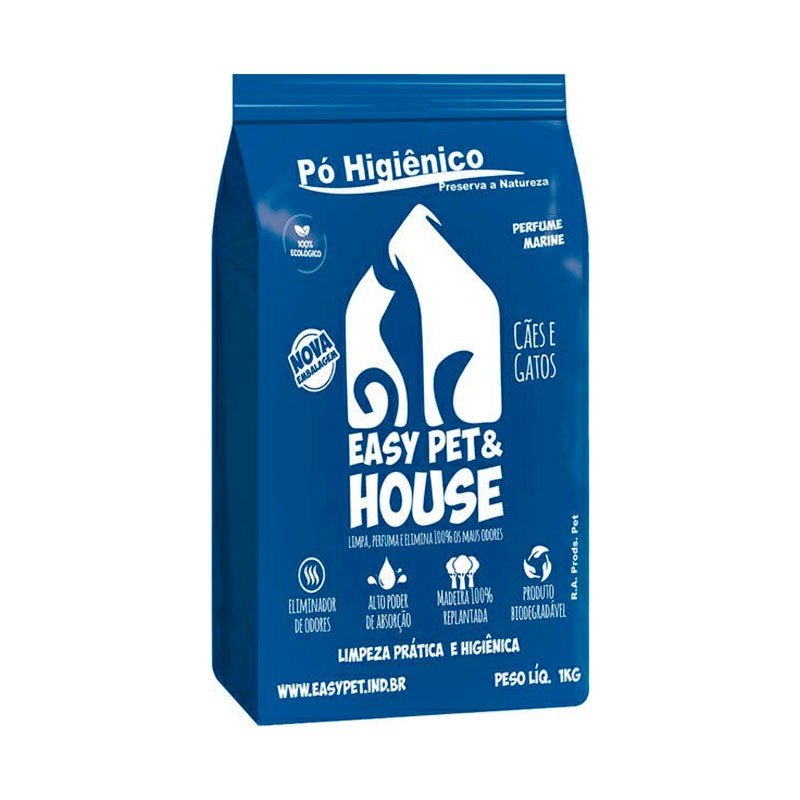 Pó Higiênico
Preserva a Natureza
100%
ECOLÓGICO
PERFUME
MARINE
NOVA
EMBALAGEM
CÃES E
GATOS
EASY PET&
HOUSE
LIMPA, PERFUMA E ELIMINA 100% OS MAUS ODORES
ELIMINADOR
DE ODORES
ALTO PODER
DE ABSORÇÃO
MADEIRA 100%
REPLANTADA
PRODUTO
BIODEGRADÁVEL
R.A. Prods. Pet
LIMPEZA PRÁTICA E HIGIÊNICA
WWW.EASYPET.IND.BR
PESO LÍQ. 1KG